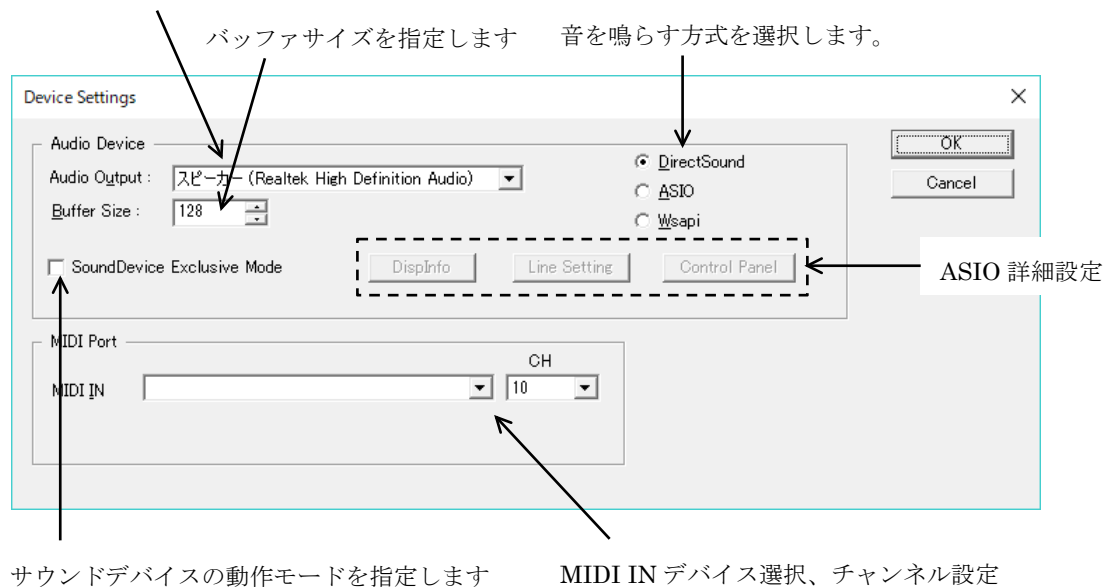 バッファサイズを指定します 音を鳴らす方式を選択します。
Device Settings
Audio Device
Audio Output : スピーカー (Realtek High Definition Audio)
Buffer Size : 128
DirectSound
ASIO
Wsapi
OK
Cancel
SoundDevice Exclusive Mode
DispInfo Line Setting Control Panel
ASIO 詳細設定
MIDI Port
CH
MIDI IN 10
サウンドデバイスの動作モードを指定します MIDI IN デバイス選択、チャンネル設定